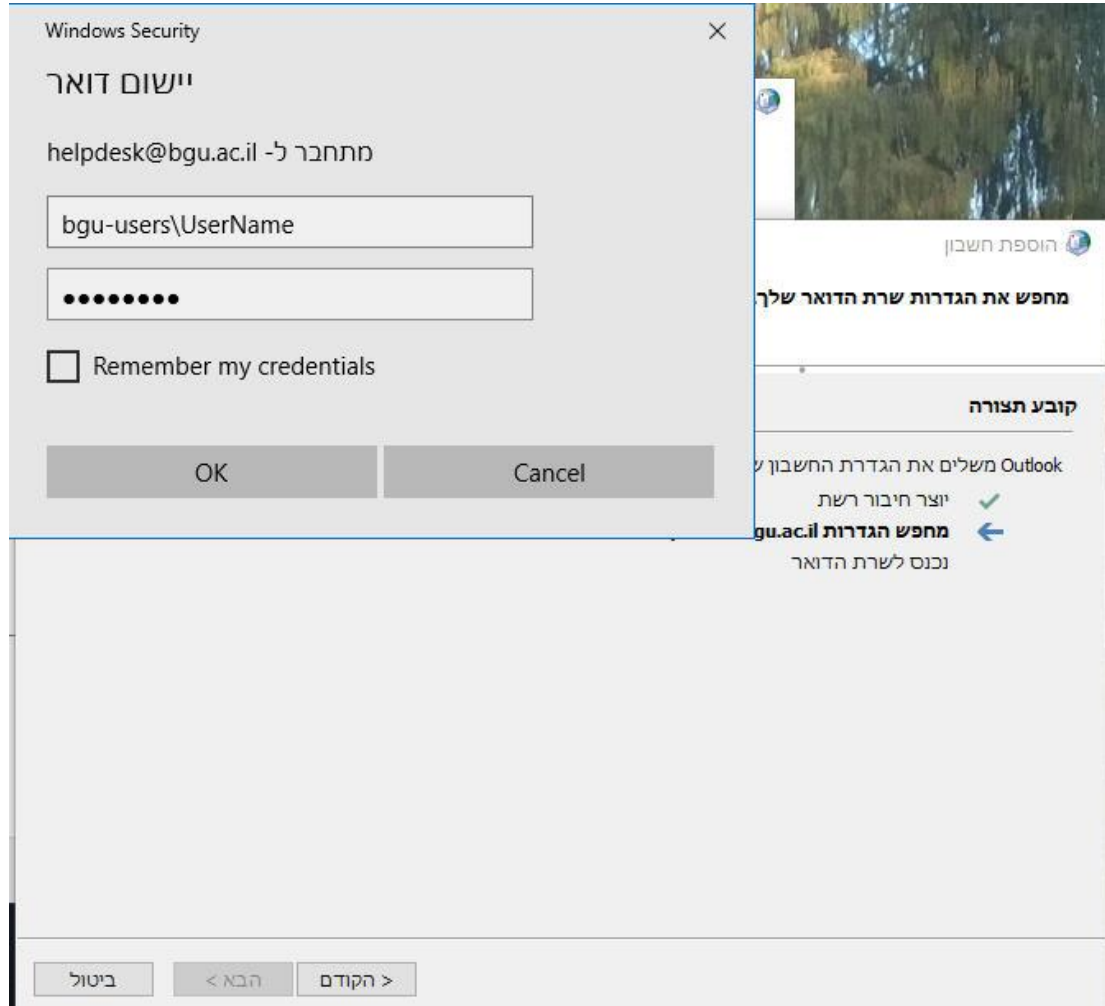 Windows Security
יישום דואר
מתחבר ל- helpdesk@bgu.ac.il
bgu-users\UserName
●●●●●●●●
Remember my credentials
OK
Cancel
הוספת חשבון
מחפש את הגדרות שרת הדואר שלך
קובע תצורה
Outlook משלים את הגדרת החשבון
יוצר חיבור רשת
מחפש הגדרות gu.ac.il
נכנס לשרת הדואר
< הקודם
הבא >
ביטול